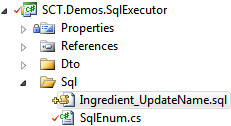 SCT.Demos.SqlExecutor
Properties
References
Dto
Sql
Ingredient_UpdateName.sql
SqlEnum.cs